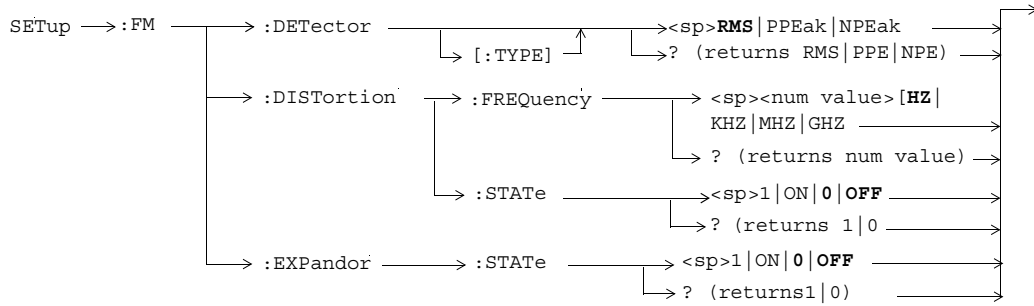 SETup :FM :DETector <sp>RMS|PPEak|NPEak
[:TYPE] ? (returns RMS|PPE|NPE)
:DISTortion :FREQuency <sp><num value>[HZ|
KHZ|MHZ|GHZ
? (returns num value)
:STATe <sp>1|ON|0|OFF
? (returns 1|0
:EXPandor :STATe <sp>1|ON|0|OFF
? (returns1|0)